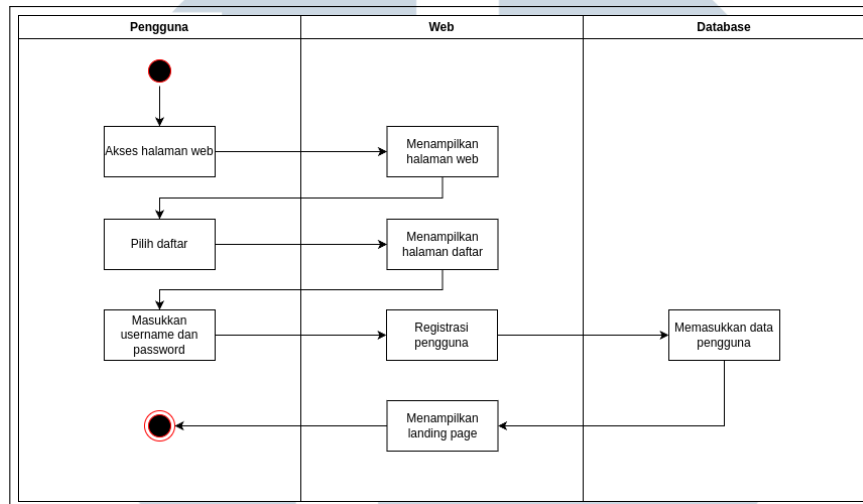 Pengguna
Web
Database
Akses halaman web
Menampilkan
halaman web
Pilih daftar
Menampilkan
halaman daftar
Masukkan
username dan
password
Registrasi
pengguna
Memasukkan data
pengguna
Menampilkan
landing page